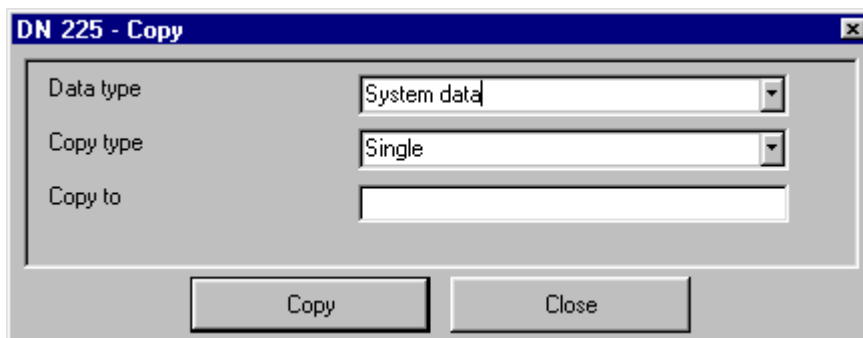 DN 225 - Copy
Data type System data
Copy type Single
Copy to
Copy Close